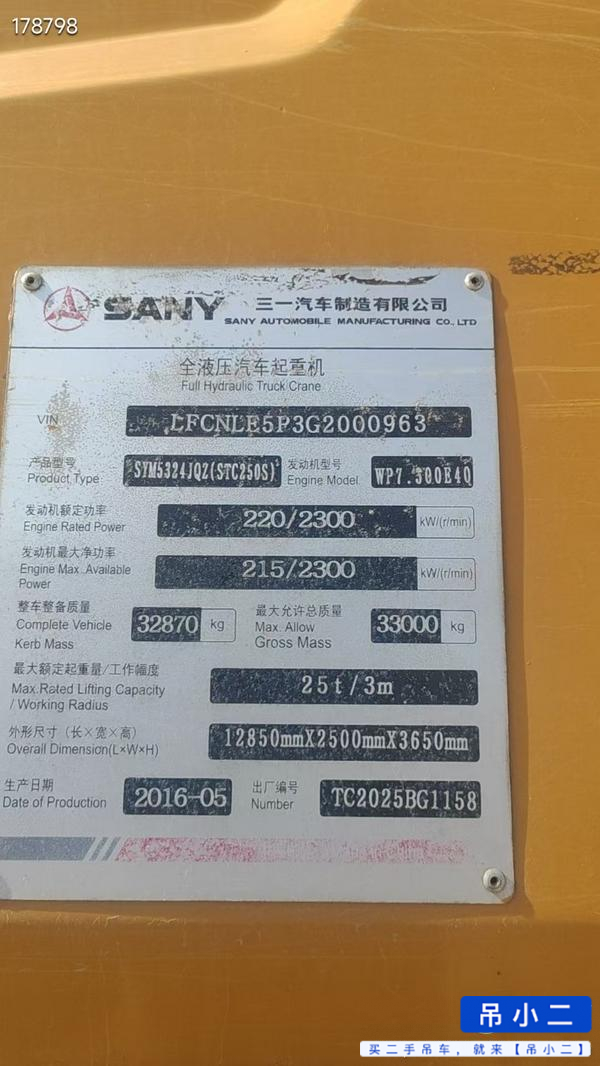 178798
SANY 三一汽车制造有限公司
SANY AUTOMOBILE MANUFACTURING CO., LTD
全液压汽车起重机
Full Hydraulic Truck Crane
VIN LFCNLE5P3G2000963
产品型号 SYM5324JQZ(STC250S) 发动机型号 WP7.300E40
Product Type Engine Model
发动机额定功率 220/2300 kW/(r/min)
Engine Rated Power
发动机最大净功率 215/2300 kW/(r/min)
Engine Max. Available
Power
整车整备质量 32870 kg 最大允许总质量 33000 kg
Complete Vehicle Max. Allow
Kerb Mass Gross Mass
最大额定起重量/工作幅度 25t/3m
Max.Rated Lifting Capacity
/ Working Radius
外形尺寸（长×宽×高） 12850mmX2500mmX3650mm
Overall Dimension(L×W×H)
生产日期 2016-05 出厂编号 TC2025BG1158
Date of Production Number
吊小二
买二手吊车，就来【吊小二】